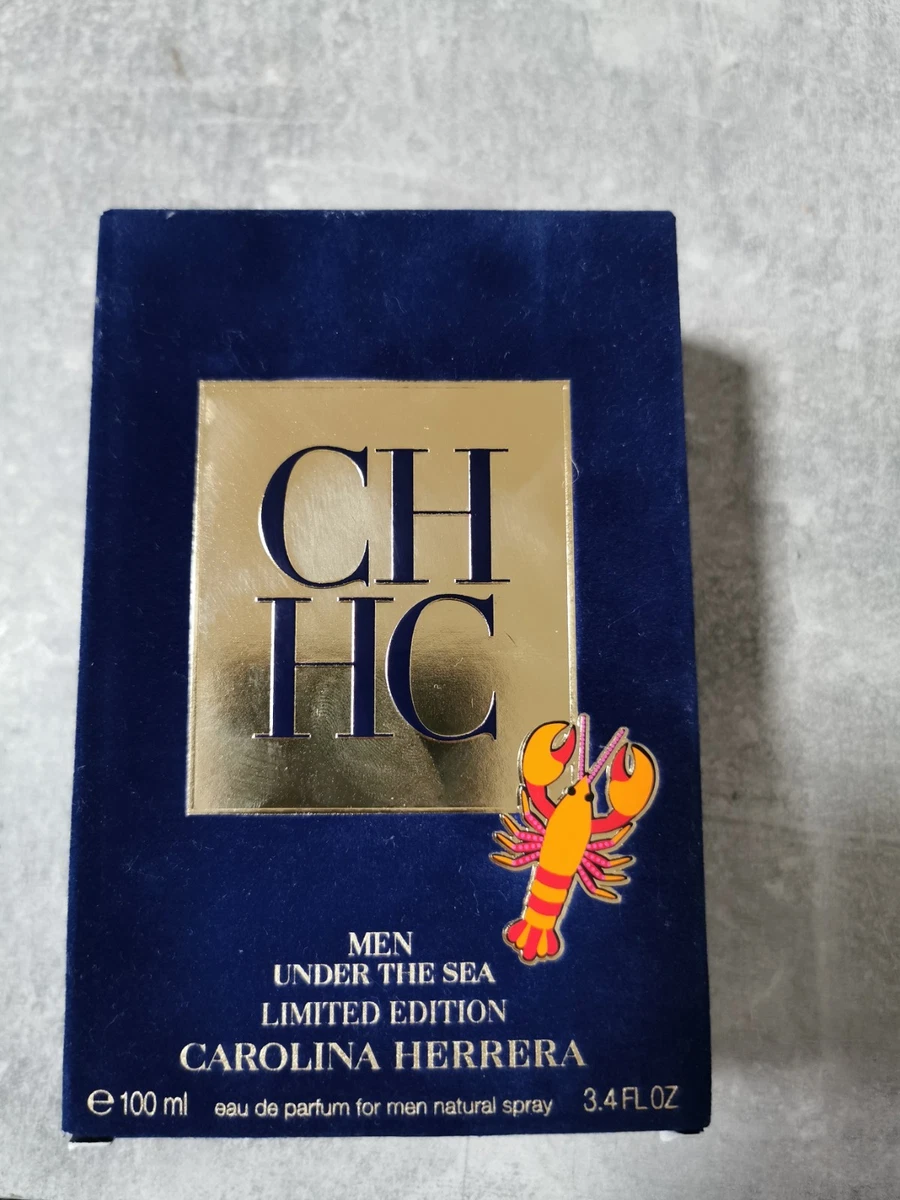 CH
HC
MEN
UNDER THE SEA
LIMITED EDITION
CAROLINA HERRERA
℮ 100 ml eau de parfum for men natural spray 3.4 FL OZ